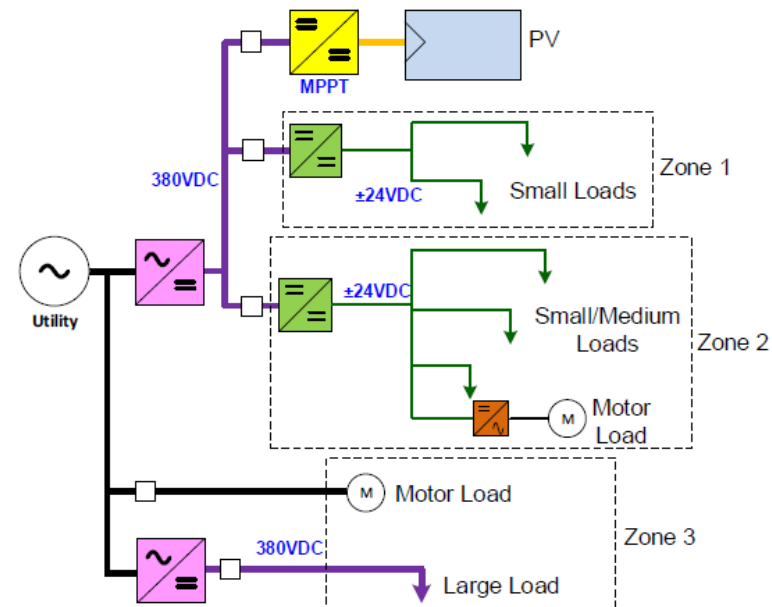 PV
MPPT
Zone 1
380VDC
±24VDC
Small Loads
Utility
±24VDC
Small/Medium
Loads
Zone 2
M
Motor
Load
M
Motor Load
Zone 3
380VDC
Large Load